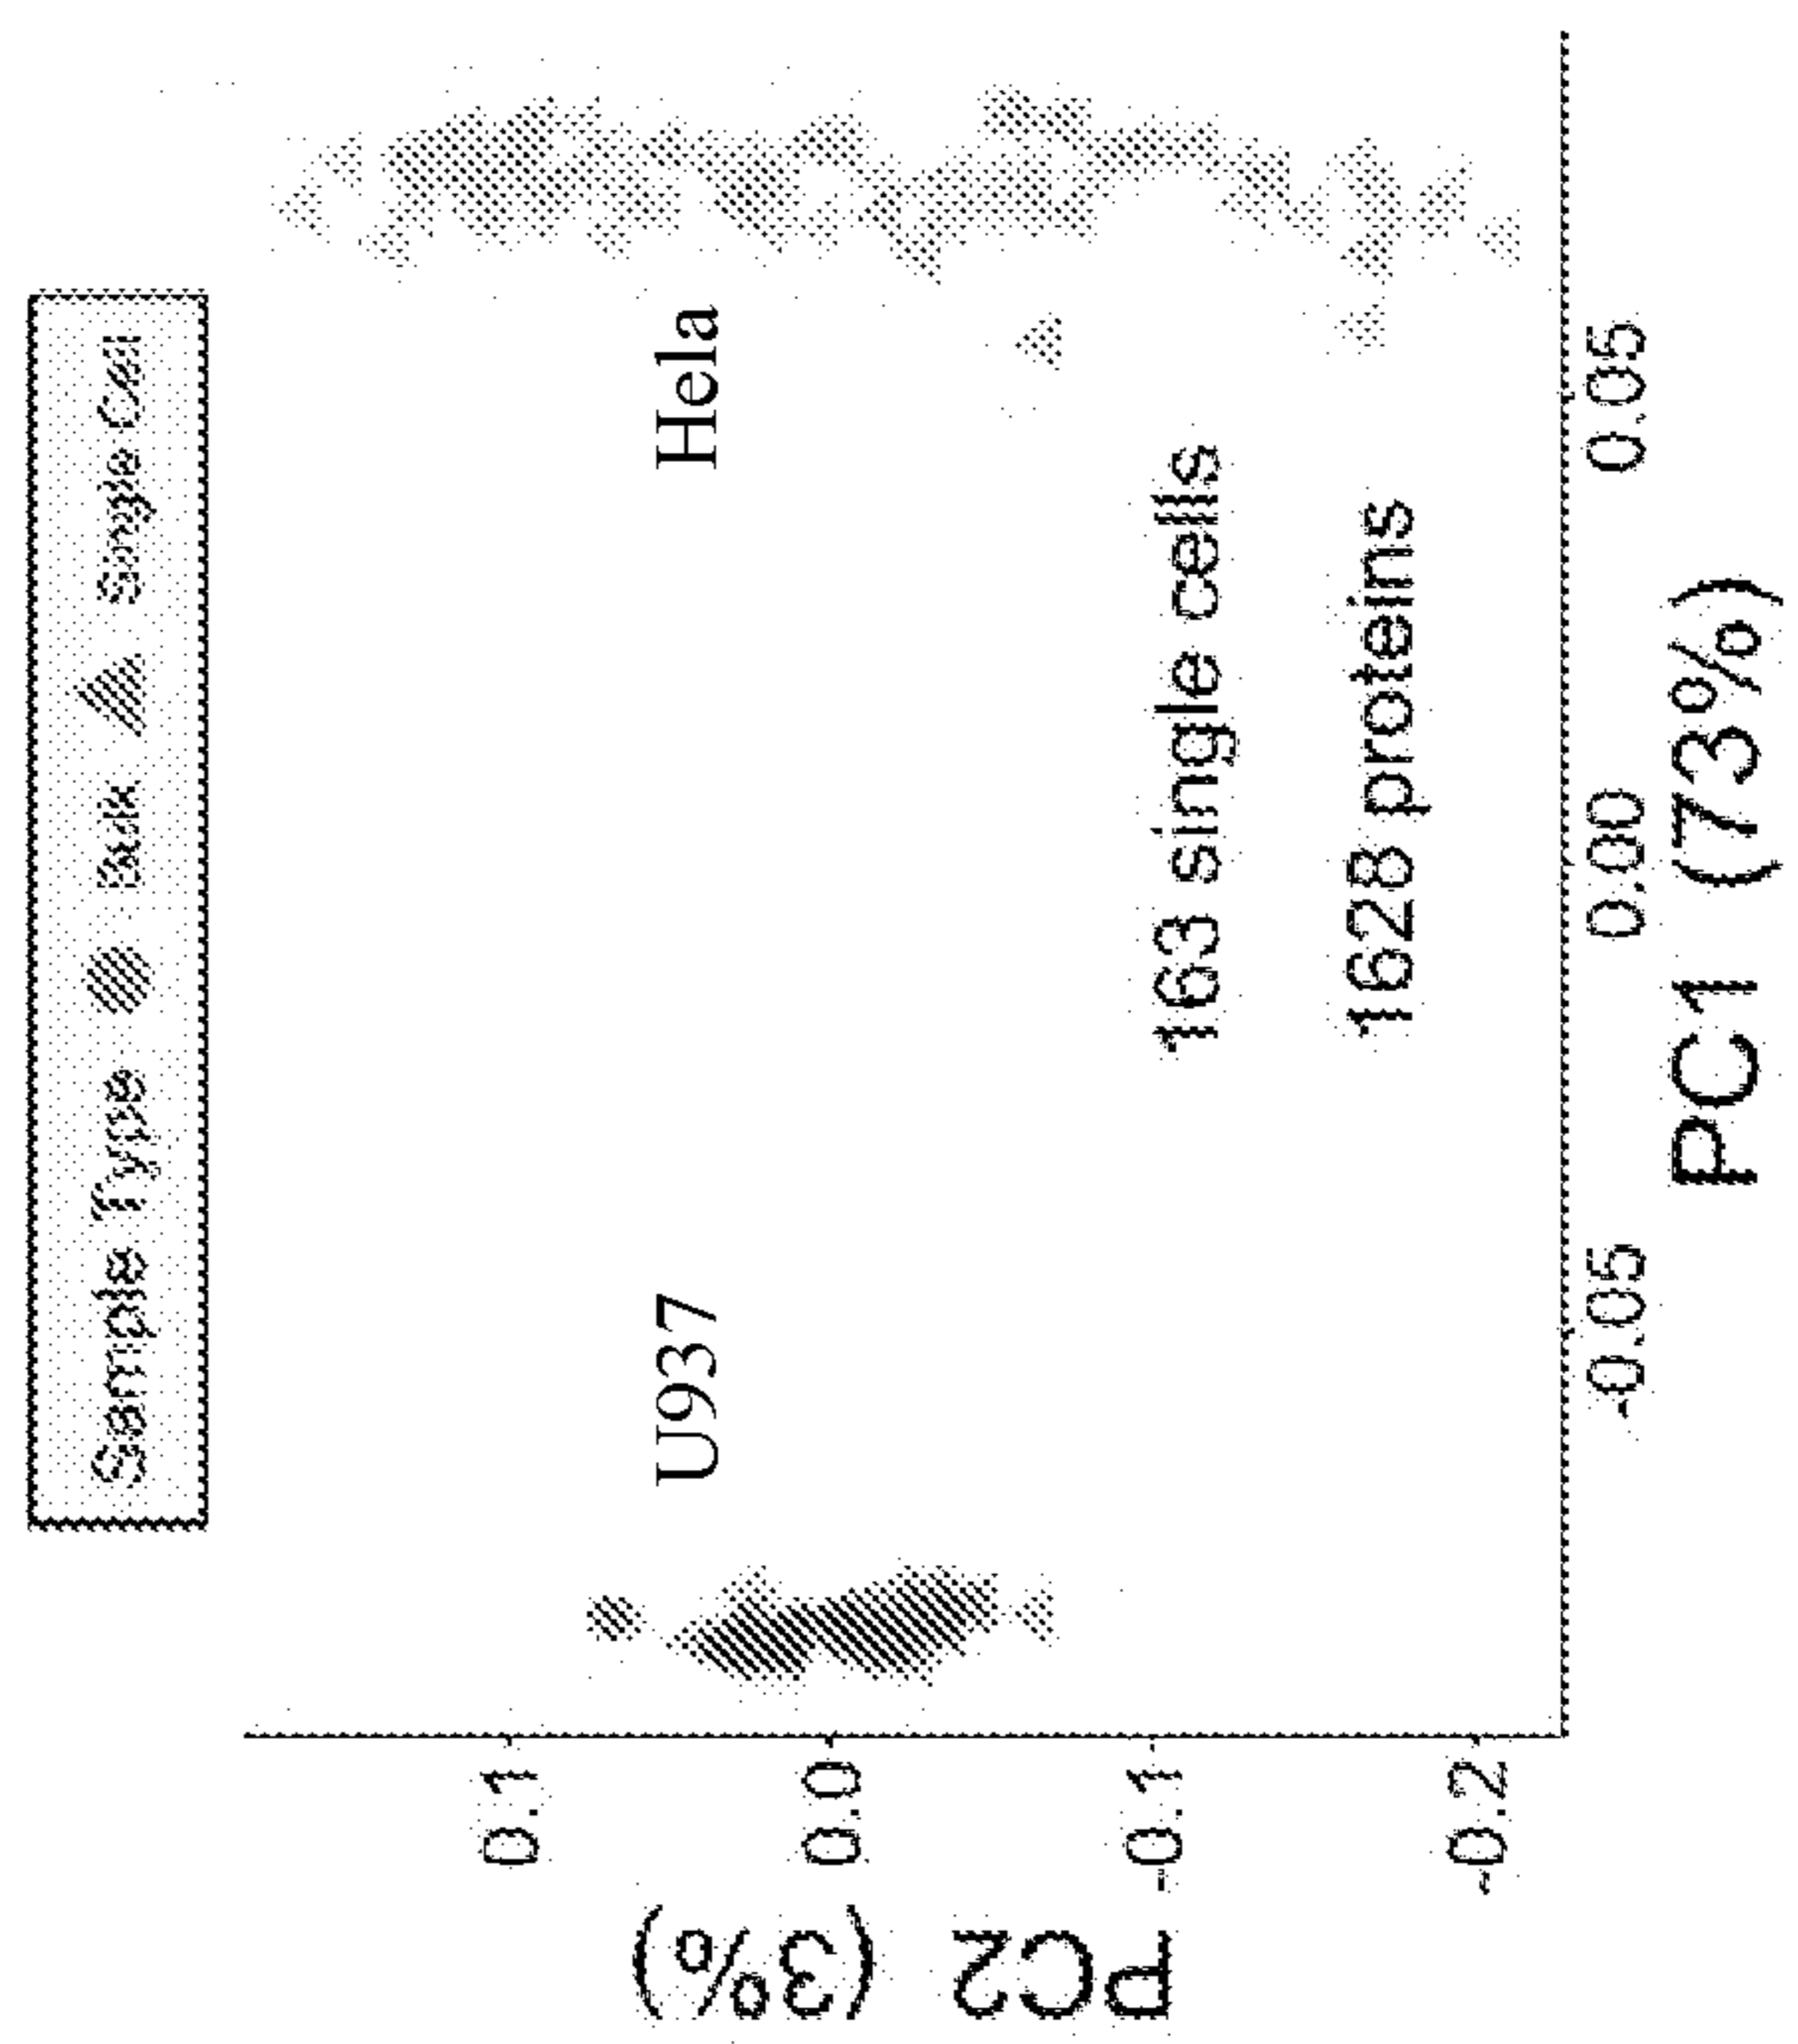 Sample Type Bulk Single Cell
U937
Hela
163 single cells
1628 proteins
PC2 (3%)
0.1
0.0
-0.1
-0.2
-0.05
0.00
0.05
PC1 (73%)